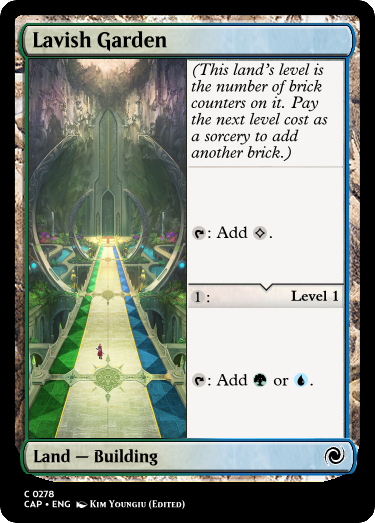 Lavish Garden
(This land's level is
the number of brick
counters on it. Pay
the next level cost as
a sorcery to add
another brick.)
: Add .
1 : Level 1
: Add or .
Land — Building
C 0278
CAP • ENG Kim Youngiu (Edited)